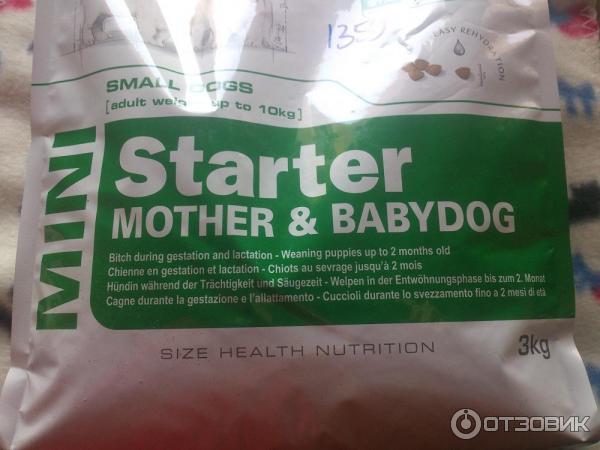 135
EASY REHYDRATION
SMALL DOGS
[adult weight up to 10kg]
MINI
Starter
MOTHER & BABYDOG
Bitch during gestation and lactation - Weaning puppies up to 2 months old
Chienne en gestation et lactation - Chiots au sevrage jusqu'à 2 mois
Hündin während der Trächtigkeit und Säugezeit - Welpen in der Entwöhnungsphase bis zum 2. Monat
Cagne durante la gestazione e l'allattamento - Cuccioli durante lo svezzamento fino a 2 mesi di età
SIZE HEALTH NUTRITION
3kg
ОТЗОВИК